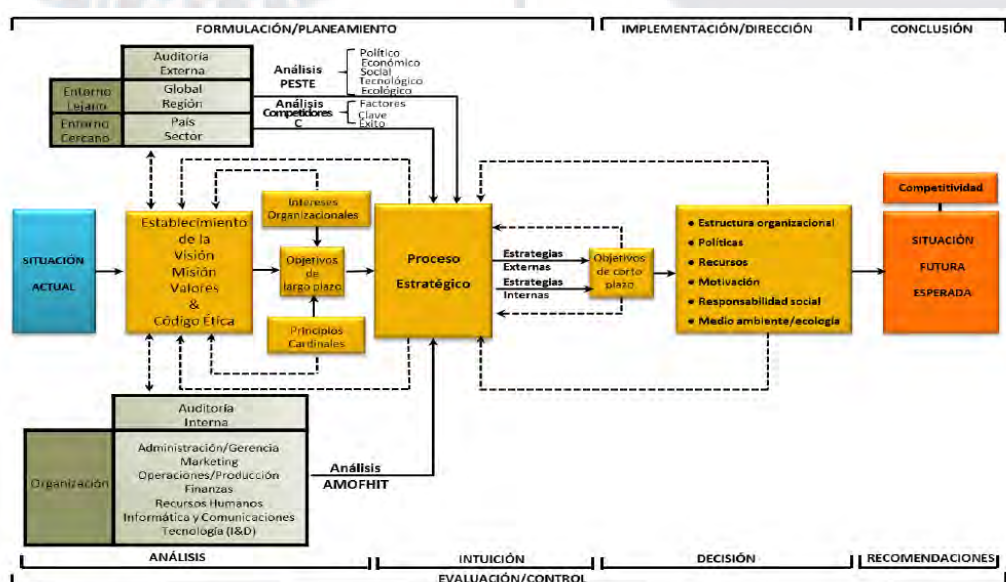 FORMULACIÓN/PLANEAMIENTO
IMPLEMENTACIÓN/DIRECCIÓN
CONCLUSIÓN
Auditoría
Externa
Entorno
Lejano
Global
Región
Entorno
Cercano
País
Sector
Análisis
PESTE
Político
Económico
Social
Tecnológico
Ecológico
Análisis
Competidores
C
Factores
Clave
Éxito
SITUACIÓN
ACTUAL
Establecimiento
de la
Visión
Misión
Valores
&
Código Ética
Intereses
Organizacionales
Objetivos
de
largo plazo
Principios
Cardinales
Proceso
Estratégico
Estrategias
Externas
Estrategias
Internas
Objetivos
de corto
plazo
• Estructura organizacional
• Políticas
• Recursos
• Motivación
• Responsabilidad social
• Medio ambiente/ecología
Competitividad
SITUACIÓN
FUTURA
ESPERADA
Auditoría
Interna
Organización
Administración/Gerencia
Marketing
Operaciones/Producción
Finanzas
Recursos Humanos
Informática y Comunicaciones
Tecnología (I&D)
Análisis
AMOFHIT
ANÁLISIS
INTUICIÓN
DECISIÓN
RECOMENDACIONES
EVALUACIÓN/CONTROL